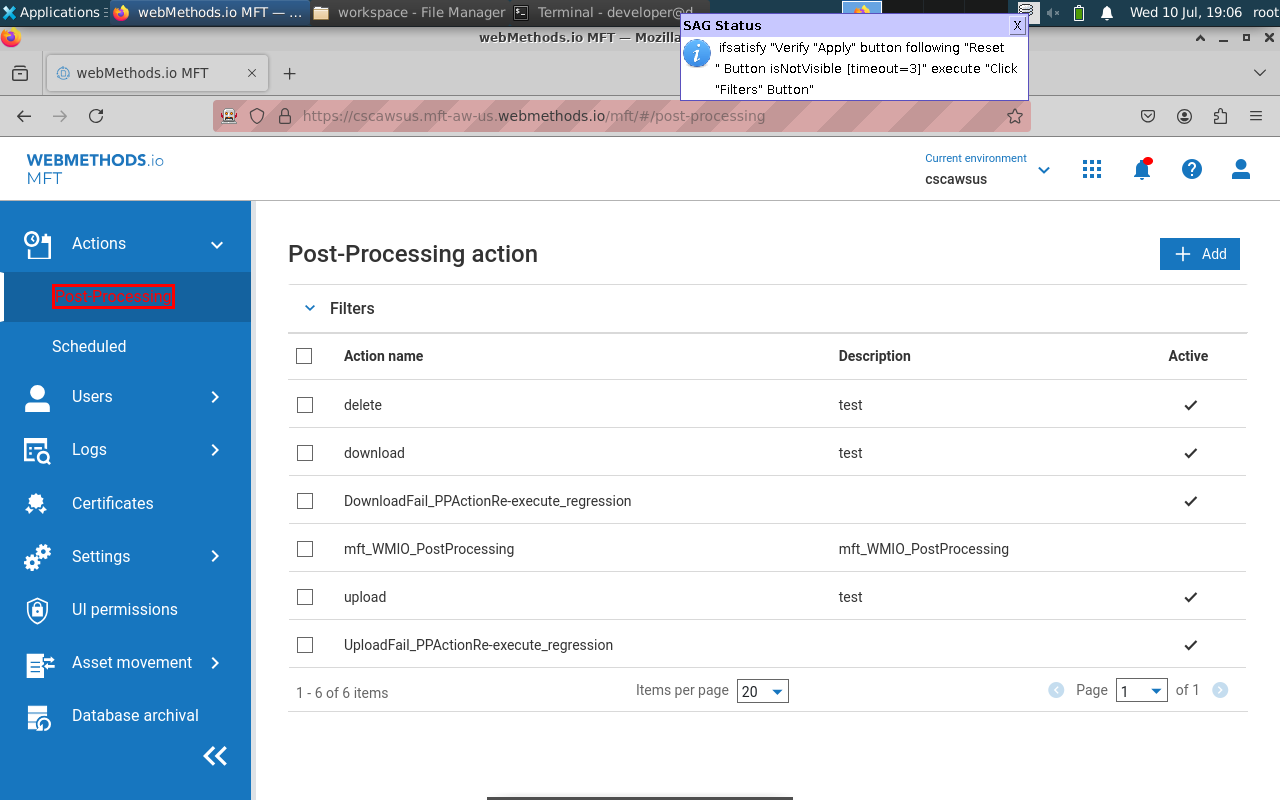 Applications
webMethods.io MFT — ...
workspace - File Manager
Terminal - developer@d...
Wed 10 Jul, 19:06
root
SAG Status
X
ifsatisfy "Verify "Apply" button following "Reset
" Button isNotVisible [timeout=3]" execute "Click
"Filters" Button"
webMethods.io MFT — Mozilla
webMethods.io MFT
https://cscawsus.mft-aw-us.webmethods.io/mft/#/post-processing
WEBMETHODS.io
MFT
Current environment
cscawsus
Actions
Post-Processing
Scheduled
Users
Logs
Certificates
Settings
UI permissions
Asset movement
Database archival
Post-Processing action
Add
Filters
Action name Description Active
delete test
download test
DownloadFail_PPActionRe-execute_regression
mft_WMIO_PostProcessing mft_WMIO_PostProcessing
upload test
UploadFail_PPActionRe-execute_regression
1 - 6 of 6 items Items per page 20 Page 1 of 1